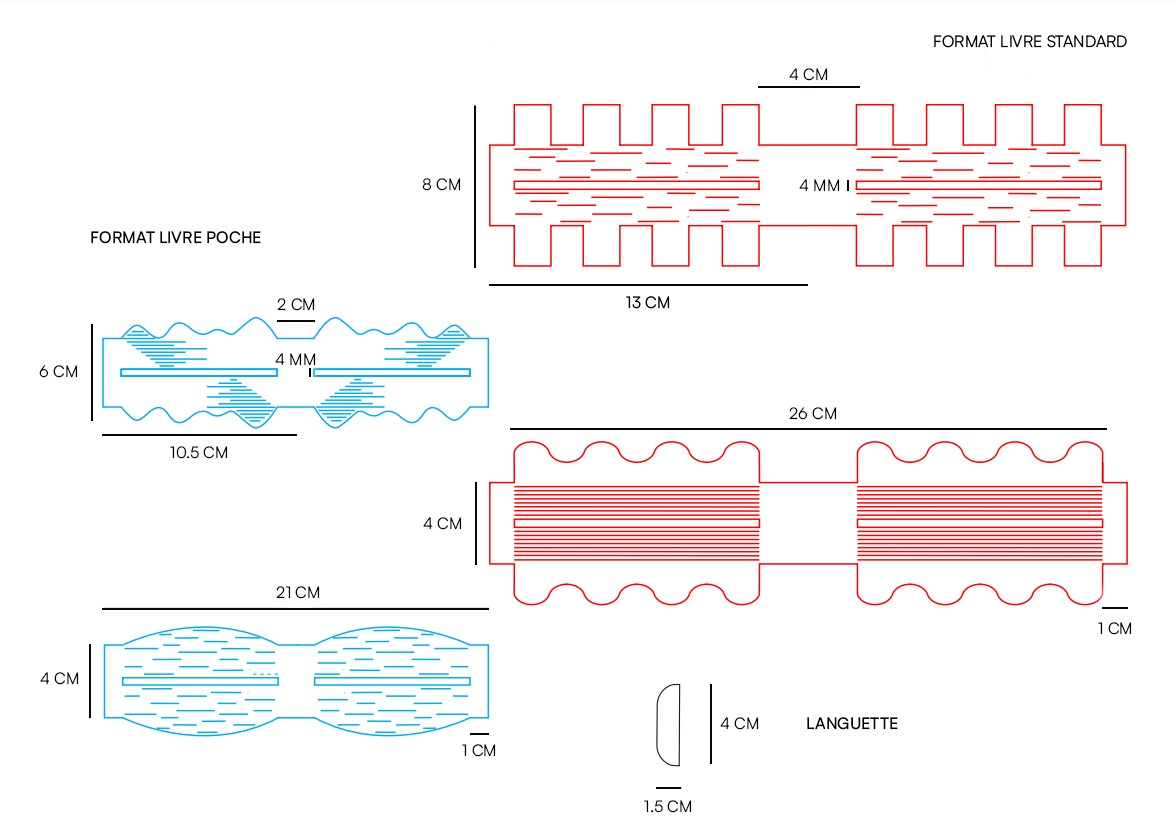 FORMAT LIVRE STANDARD
4 CM
8 CM
4 MM
13 CM
FORMAT LIVRE POCHE
2 CM
4 MM
6 CM
10.5 CM
26 CM
4 CM
1 CM
21 CM
4 CM
1 CM
4 CM
LANGUETTE
1.5 CM